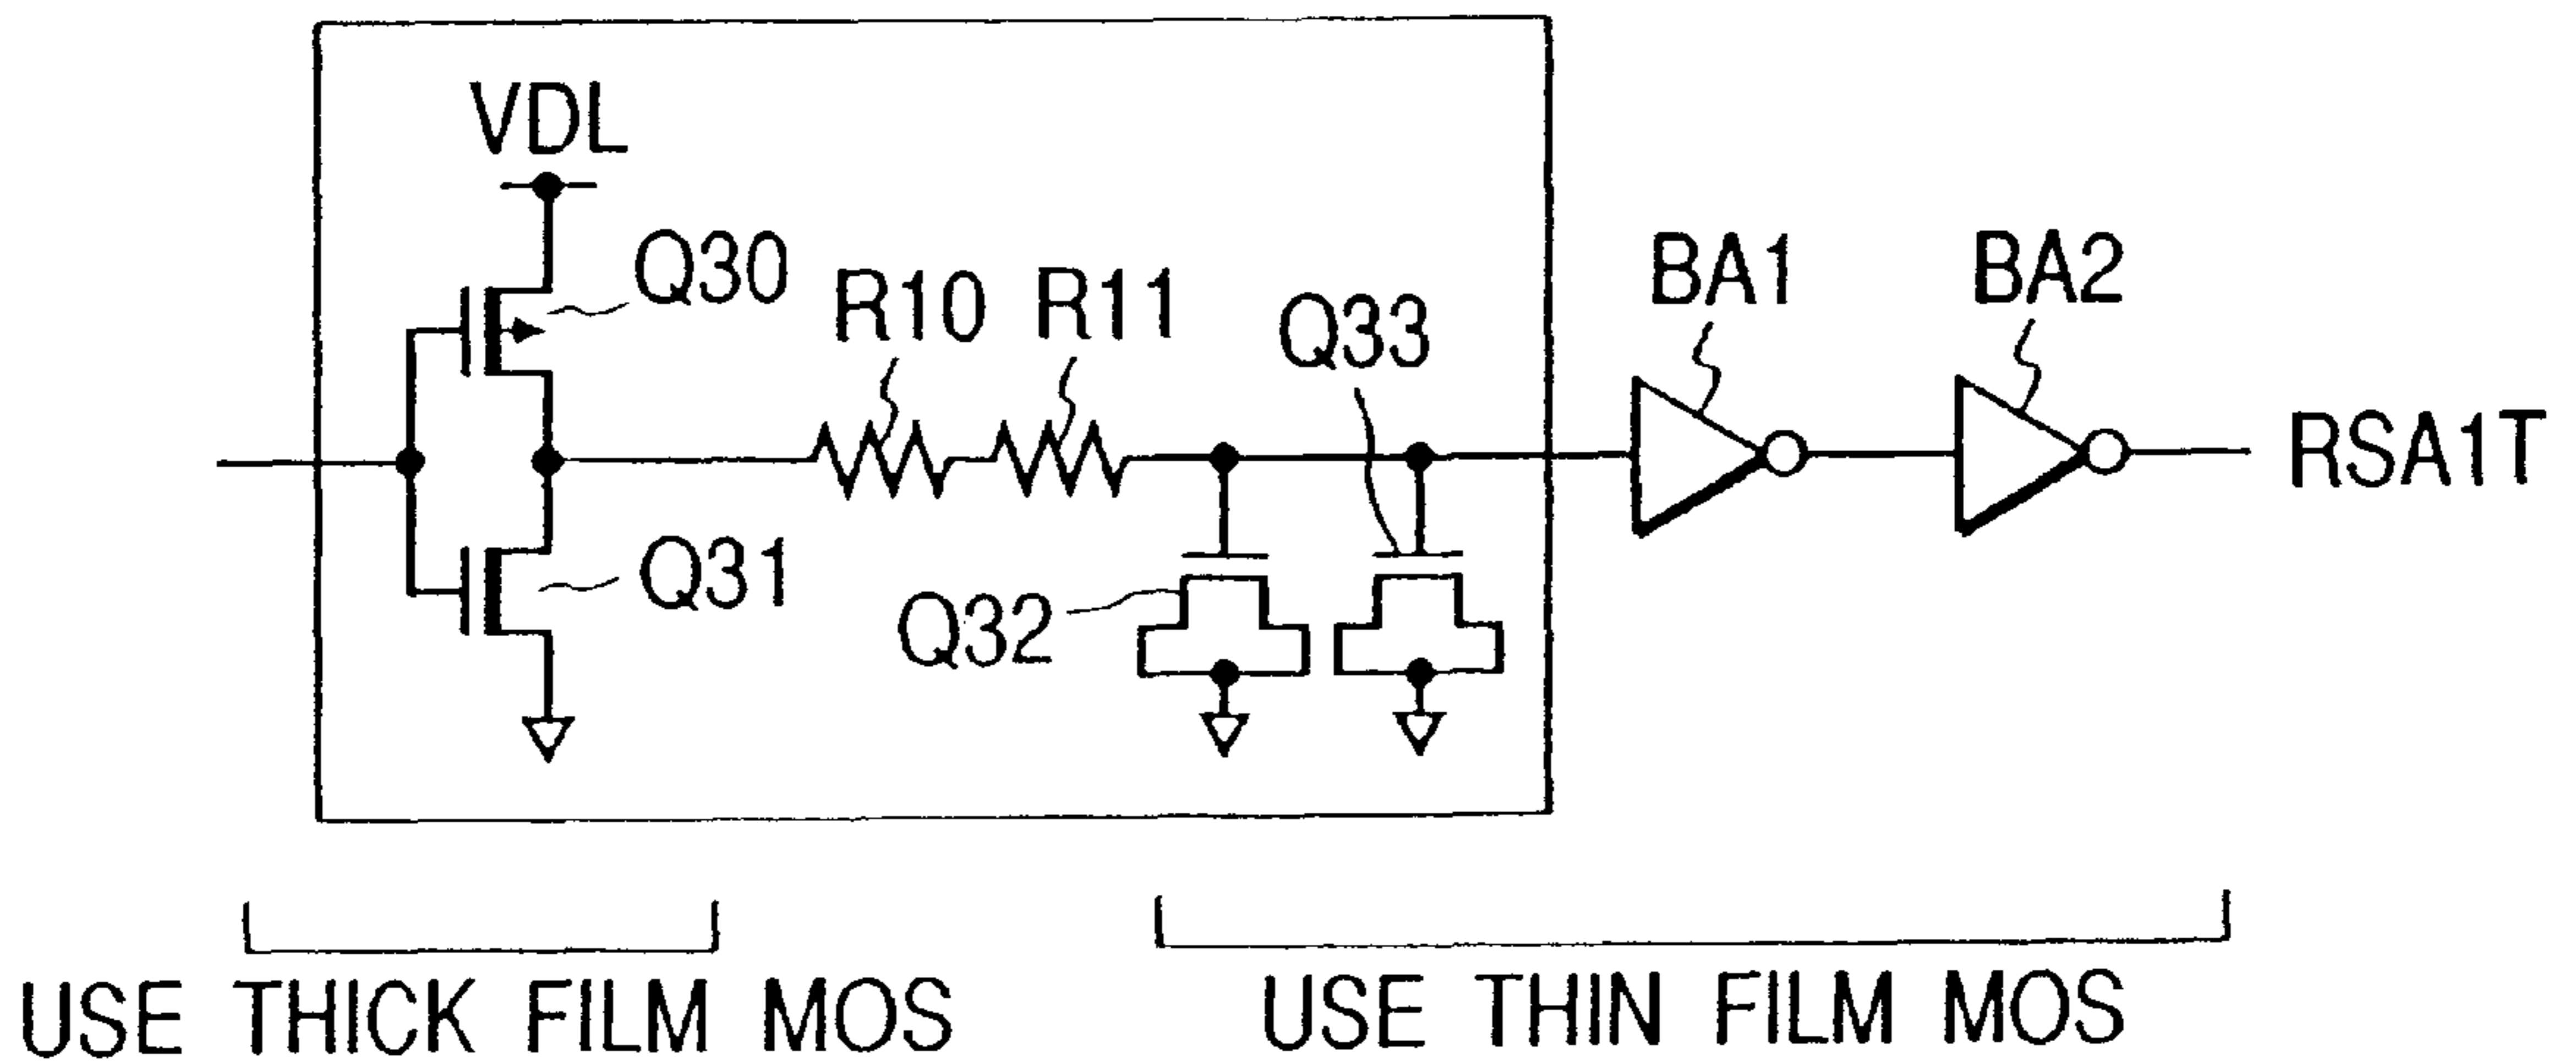 VDL
Q30
R10
R11
Q33
BA1
BA2
RSA1T
Q31
Q32
USE THICK FILM MOS
USE THIN FILM MOS